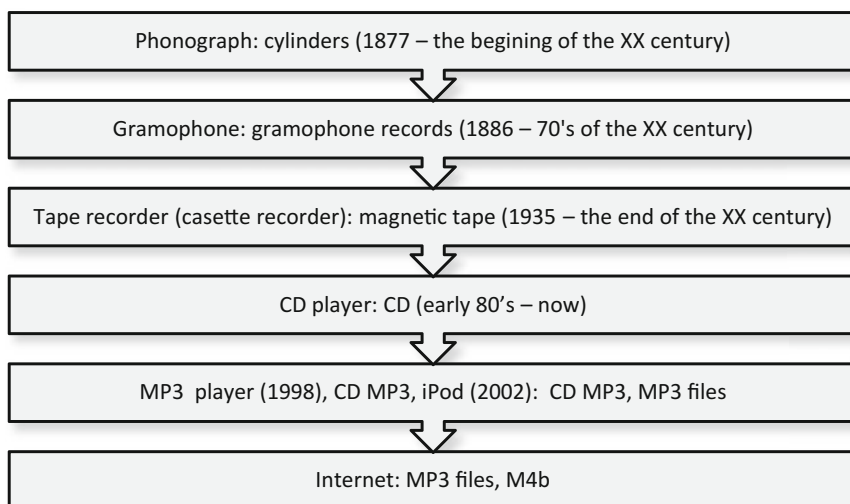 Phonograph: cylinders (1877 – the begining of the XX century)
Gramophone: gramophone records (1886 – 70's of the XX century)
Tape recorder (casette recorder): magnetic tape (1935 – the end of the XX century)
CD player: CD (early 80’s – now)
MP3 player (1998), CD MP3, iPod (2002): CD MP3, MP3 files
Internet: MP3 files, M4b